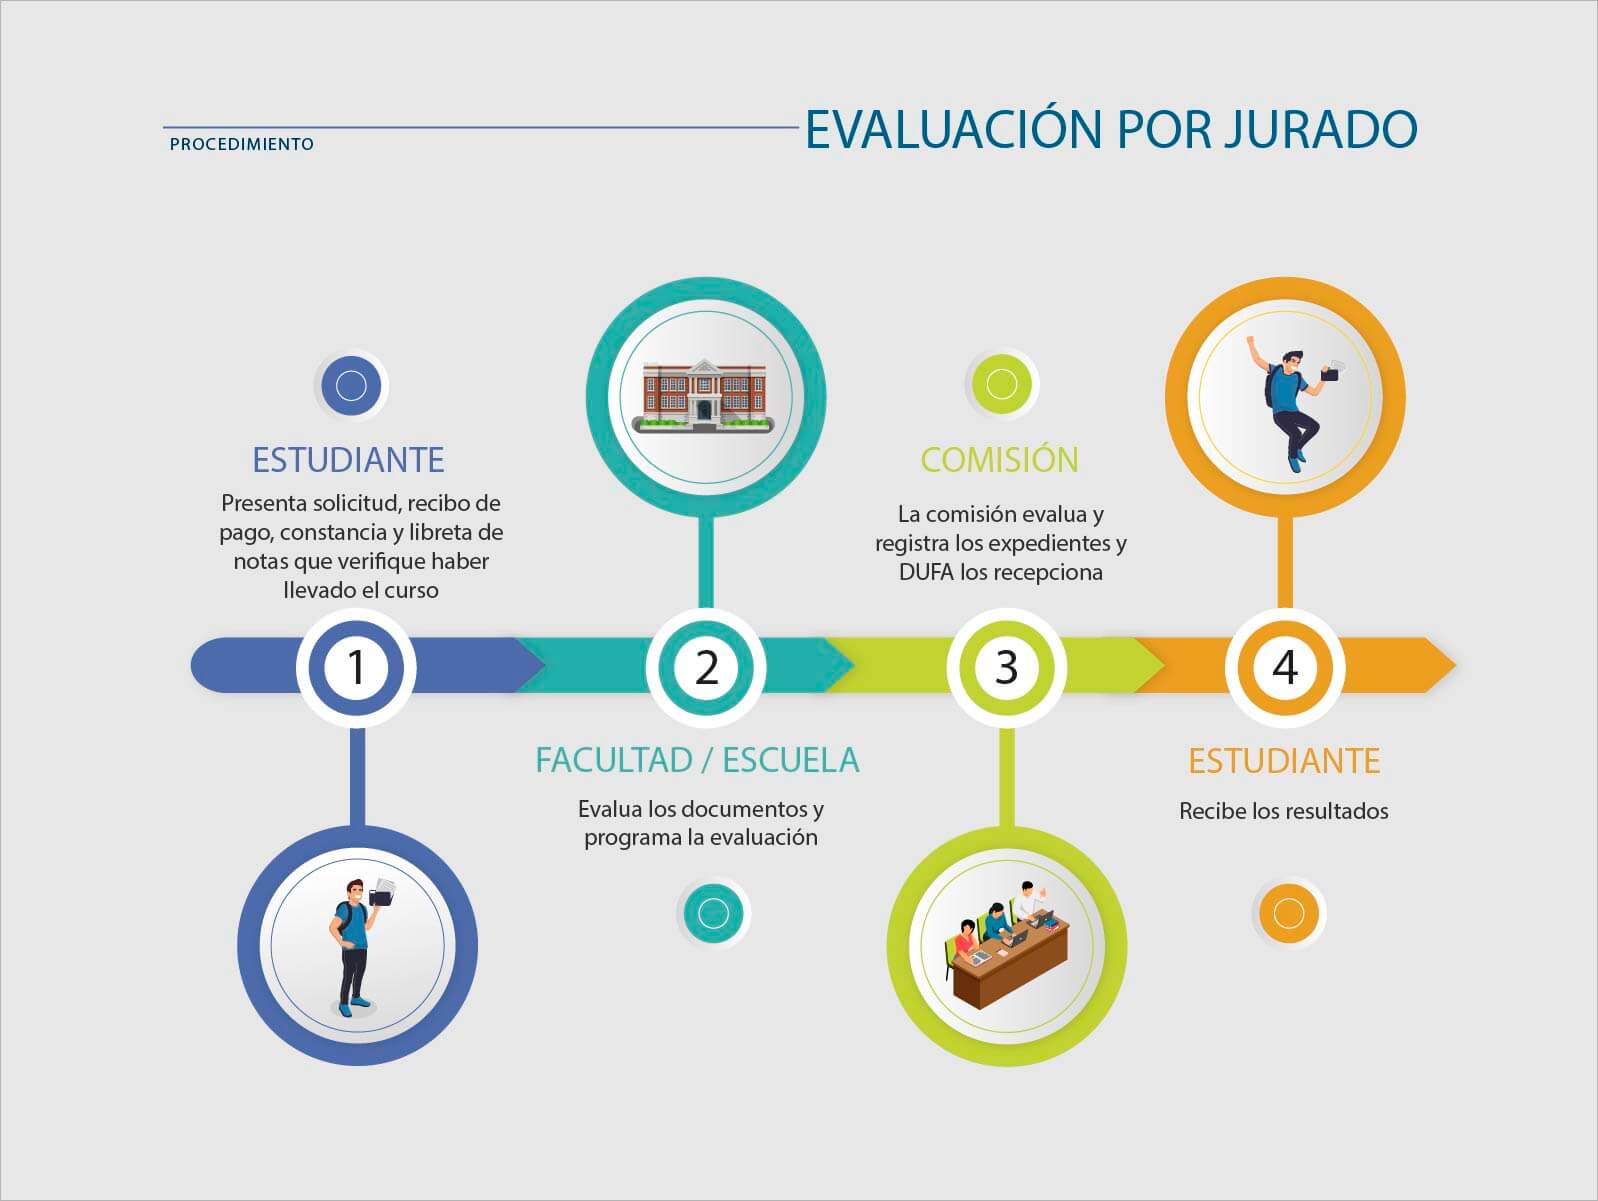 PROCEDIMIENTO
EVALUACIÓN POR JURADO
ESTUDIANTE
Presenta solicitud, recibo de
pago, constancia y libreta de
notas que verifique haber
llevado el curso
1
2
FACULTAD / ESCUELA
Evalua los documentos y
programa la evaluación
COMISIÓN
La comisión evalua y
registra los expedientes y
DUFA los recepciona
3
4
ESTUDIANTE
Recibe los resultados